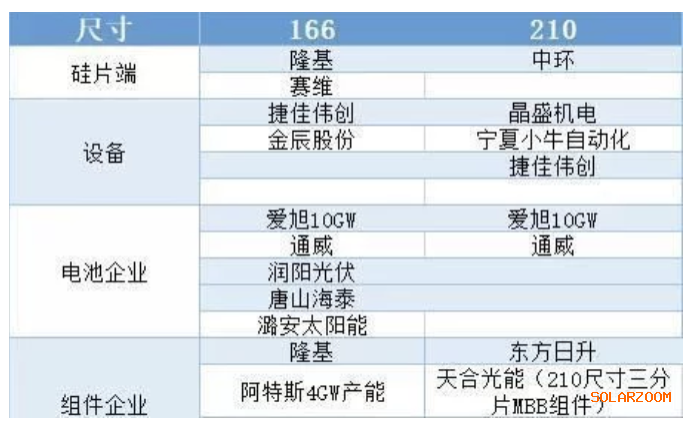 尺寸 166 210
硅片端 隆基 中环
赛维
设备 捷佳伟创 晶盛机电
金辰股份 宁夏小牛自动化
捷佳伟创
电池企业 爱旭10GW 爱旭10GW
通威 通威
润阳光伏
唐山海泰
潞安太阳能
组件企业 隆基 东方日升
阿特斯4GW产能 天合光能（210尺寸三分
片MBB组件）
SOLARZOOM